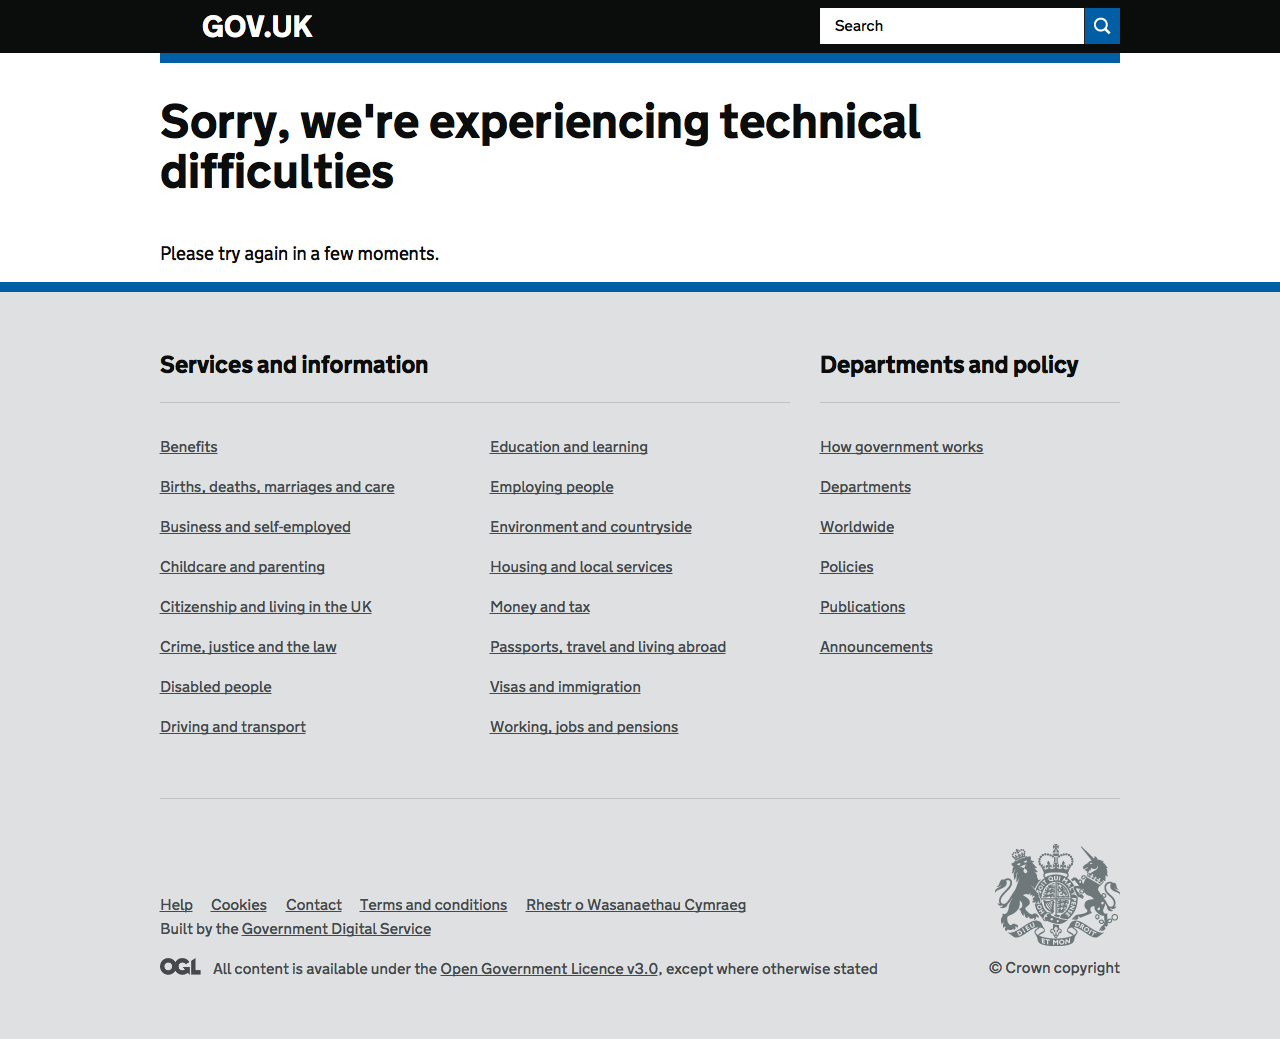 GOV.UK
Search
Sorry, we're experiencing technical
difficulties
Please try again in a few moments.
Services and information
Benefits
Births, deaths, marriages and care
Business and self-employed
Childcare and parenting
Citizenship and living in the UK
Crime, justice and the law
Disabled people
Driving and transport
Education and learning
Employing people
Environment and countryside
Housing and local services
Money and tax
Passports, travel and living abroad
Visas and immigration
Working, jobs and pensions
Departments and policy
How government works
Departments
Worldwide
Policies
Publications
Announcements
Help Cookies Contact Terms and conditions Rhestr o Wasanaethau Cymraeg
Built by the Government Digital Service
OGL All content is available under the Open Government Licence v3.0, except where otherwise stated
DIEU ET MON DROIT
© Crown copyright